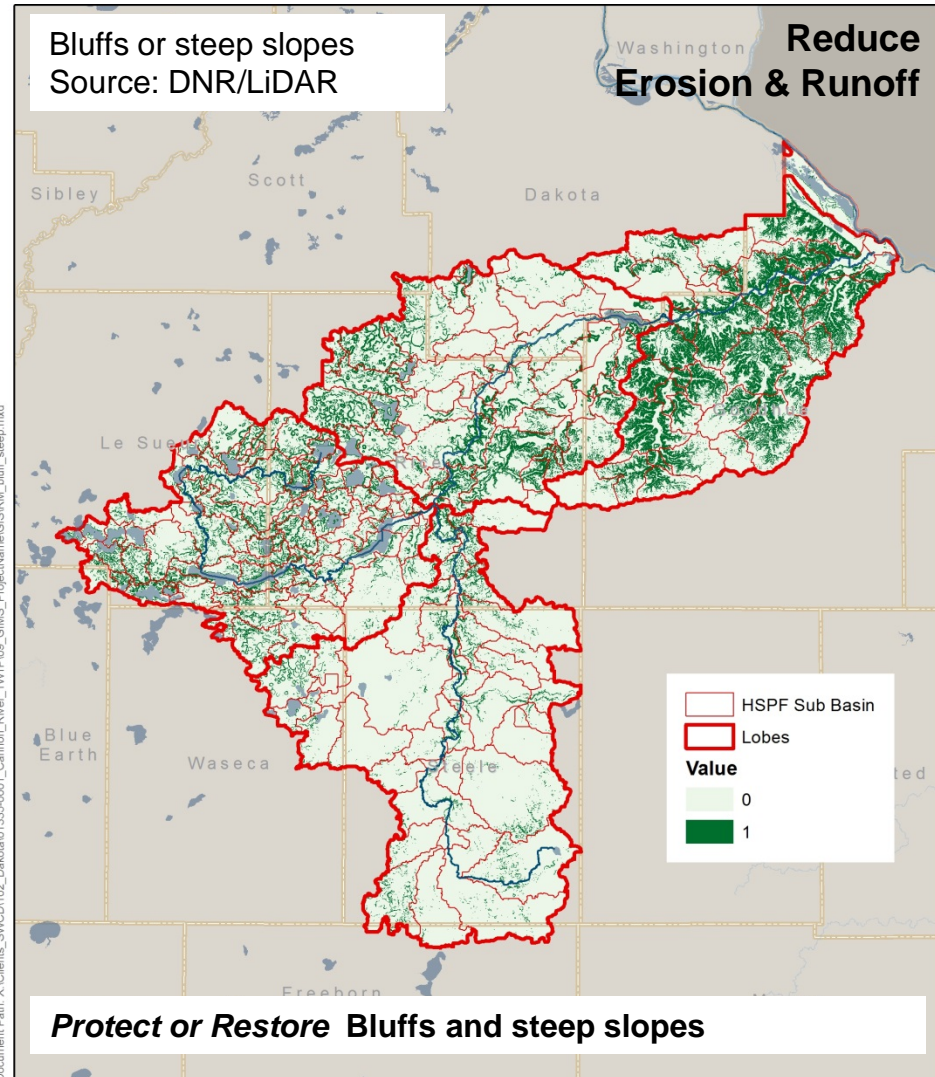 Bluffs or steep slopes
Source: DNR/LiDAR
Reduce
Erosion & Runoff
Washington
Scott
Sibley
Dakota
Le Sueur
Blue
Earth
Waseca
Steele
HSPF Sub Basin
Lobes
Value
0
1
Freeborn
Protect or Restore Bluffs and steep slopes